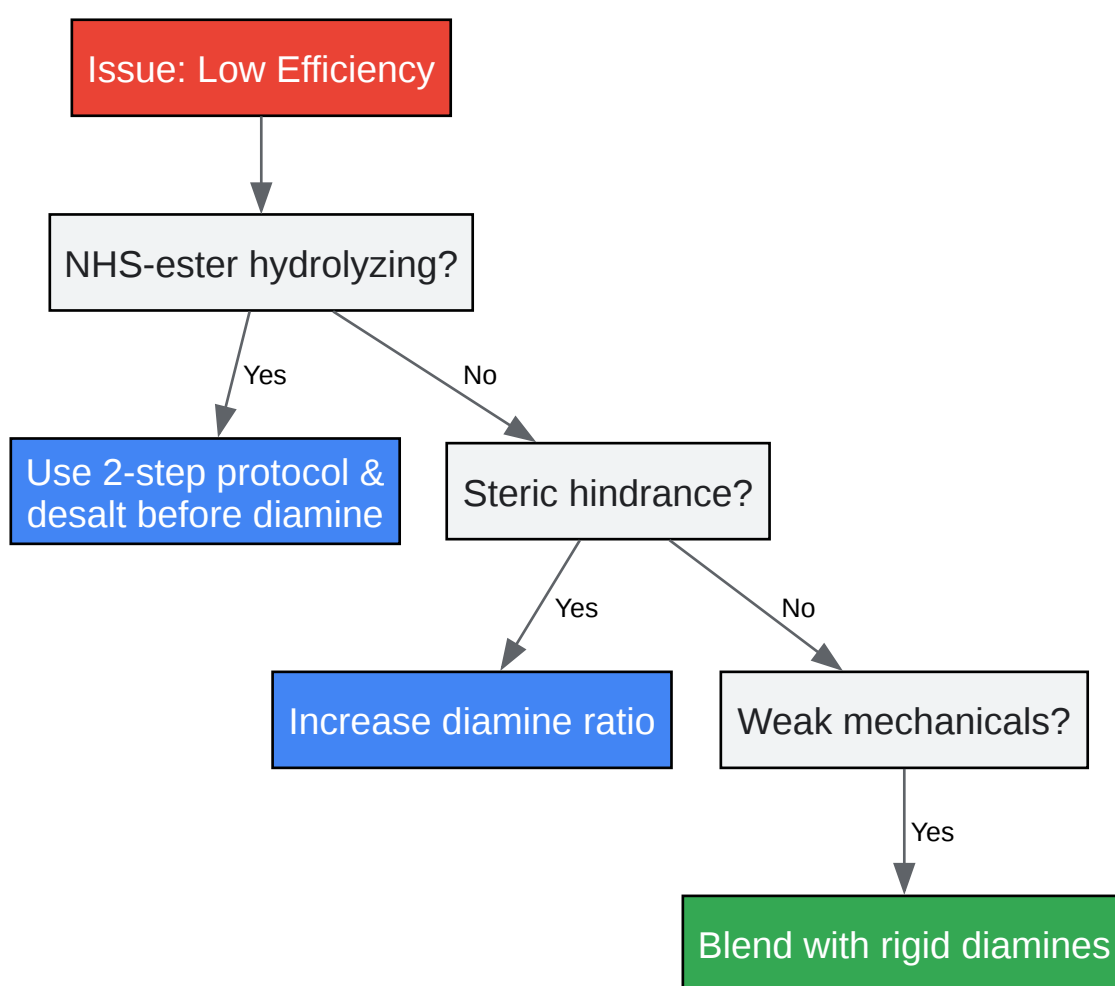 Issue: Low Efficiency
NHS-ester hydrolyzing?
Yes
No
Use 2-step protocol &
desalt before diamine
Steric hindrance?
Yes
No
Increase diamine ratio
Weak mechanicals?
Yes
Blend with rigid diamines